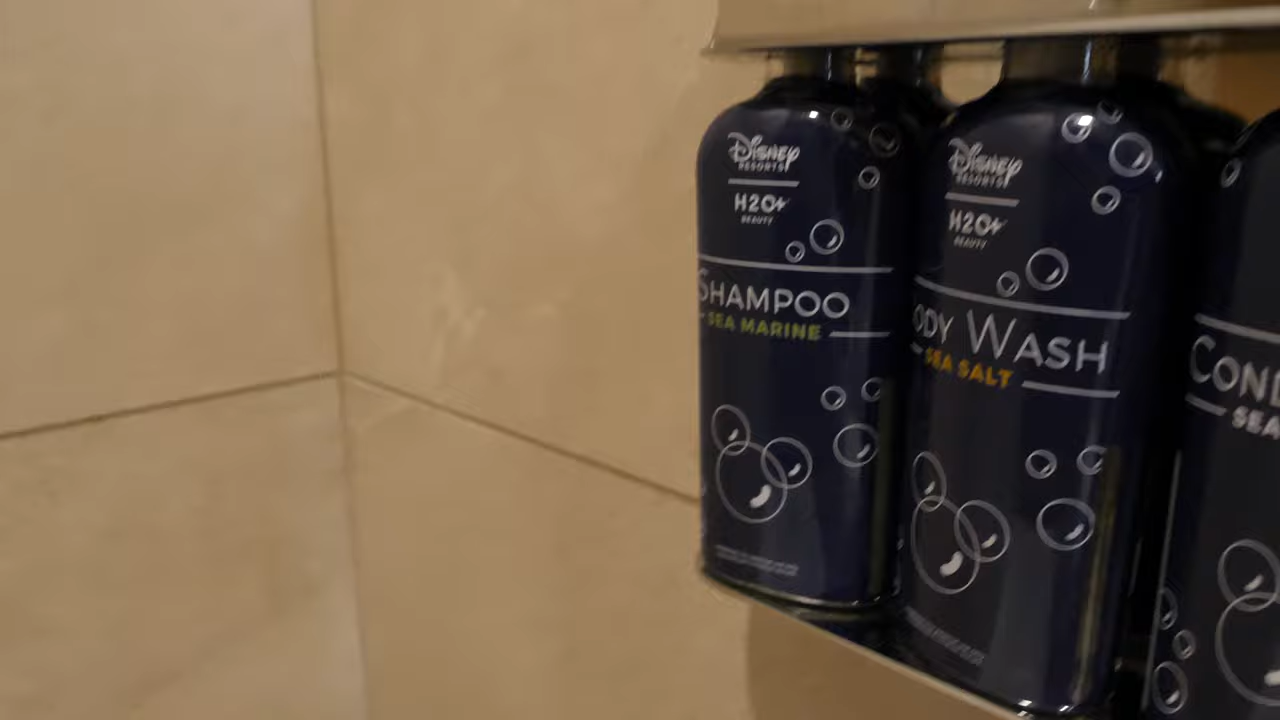 Disney
RESORTS
H2O+
BEAUTY
SHAMPOO
SEA MARINE
Disney
RESORTS
H2O+
BEAUTY
ODY WASH
SEA SALT
COND
SEA